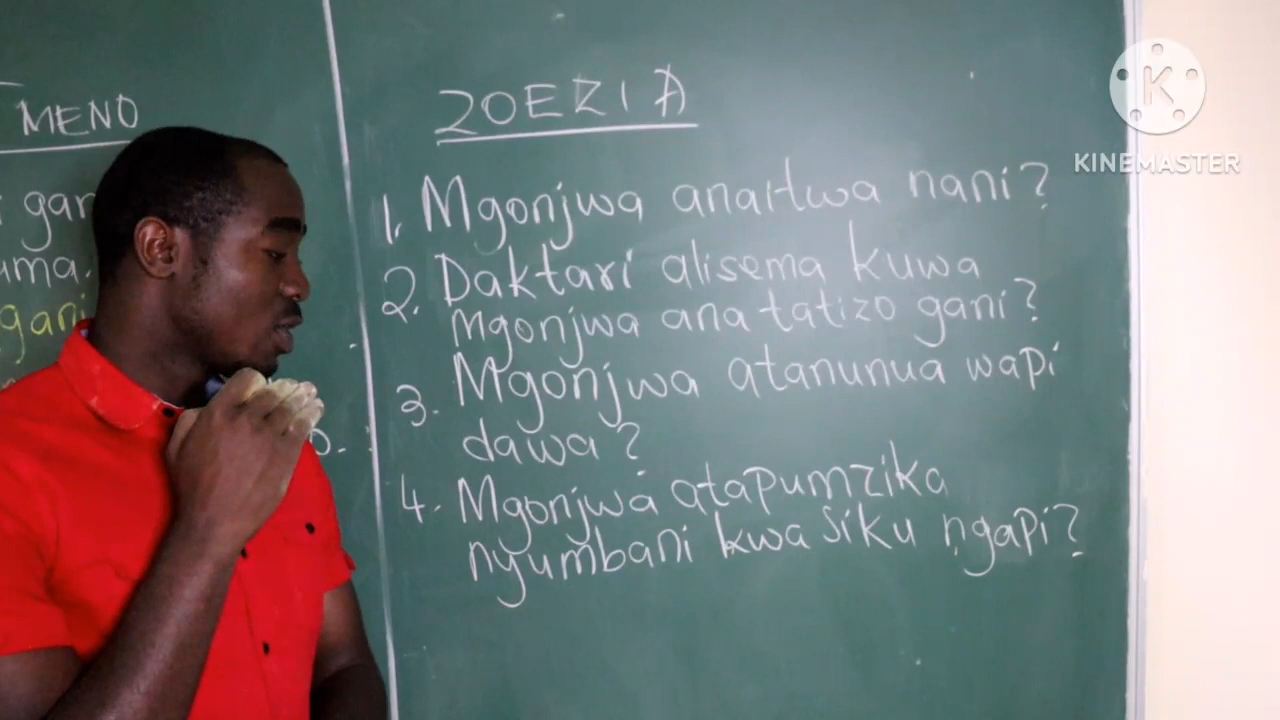 MENO
gani
ZOEZI A
1. Mgonjwa anaitwa nani?
2. Daktari alisema kuwa
mgonjwa ana tatizo gani?
3. Mgonjwa atanunua wapi
dawa?
4. Mgonjwa atapumzika
nyumbani kwa siku ngapi?
K
KINEMASTER